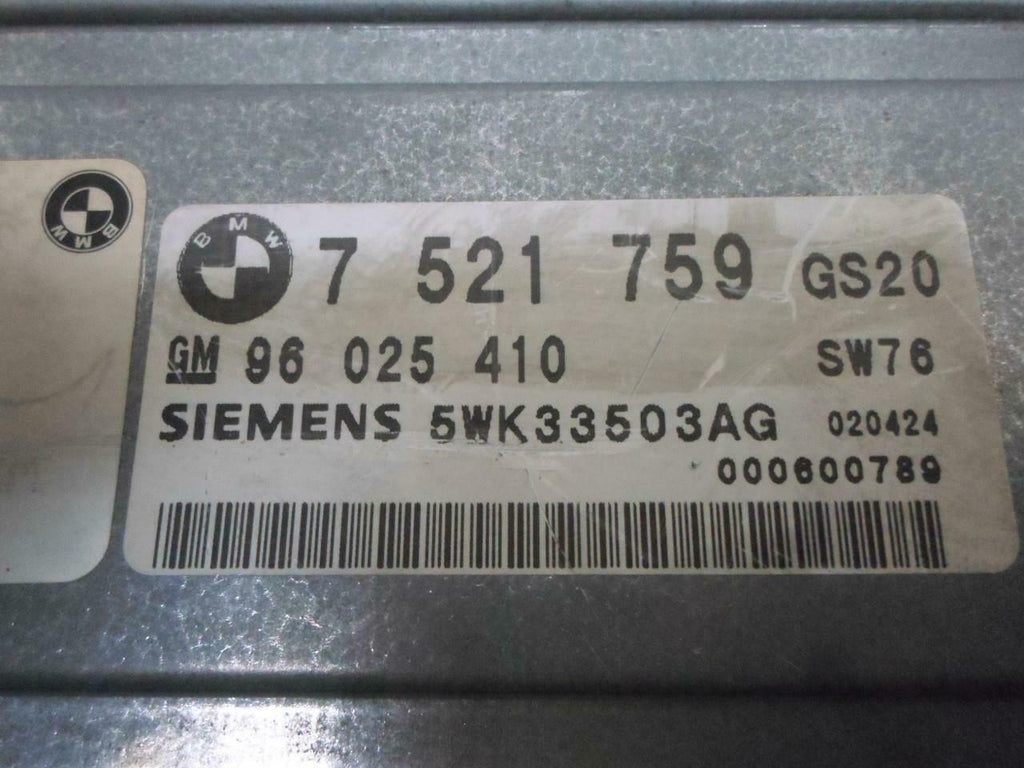 BMW
BMW 7 521 759 GS20
GM 96 025 410 SW76
SIEMENS 5WK33503AG 020424
000600789